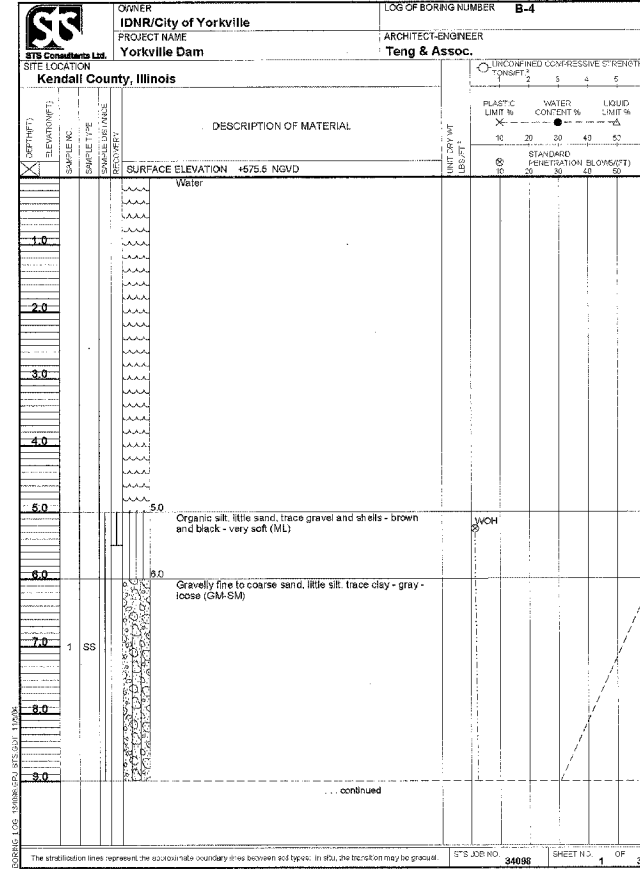 STS
STS Consultants Ltd.
OWNER
IDNR/City of Yorkville
LOG OF BORING NUMBER B-4
PROJECT NAME
Yorkville Dam
ARCHITECT-ENGINEER
Teng & Assoc.
SITE LOCATION
Kendall County, Illinois
UNCONFINED COMPRESSIVE STRENGTH
TONS/FT²
1 2 3 4 5
DEPTH(FT)
ELEVATION(FT)
SAMPLE NO.
SAMPLE TYPE
SAMPLE DISTANCE
RECOVERY
DESCRIPTION OF MATERIAL
UNIT DRY WT.
LBS./FT³
PLASTIC LIMIT %
WATER CONTENT %
LIQUID LIMIT %
10 20 30 40 50
STANDARD
PENETRATION BLOWS/(FT)
10 20 30 40 50
SURFACE ELEVATION +575.5 NGVD
Water
1.0
2.0
3.0
4.0
5.0 5.0
Organic silt, little sand, trace gravel and shells - brown
and black - very soft (ML)
WOH
6.0 6.0
Gravelly fine to coarse sand, little silt, trace clay - gray -
loose (GM-SM)
7.0 1 SS
8.0
9.0
. . . continued
The stratification lines represent the approximate boundary lines between soil types: in situ, the transition may be gradual.
STS JOB NO. 34098
SHEET NO. 1 OF 3